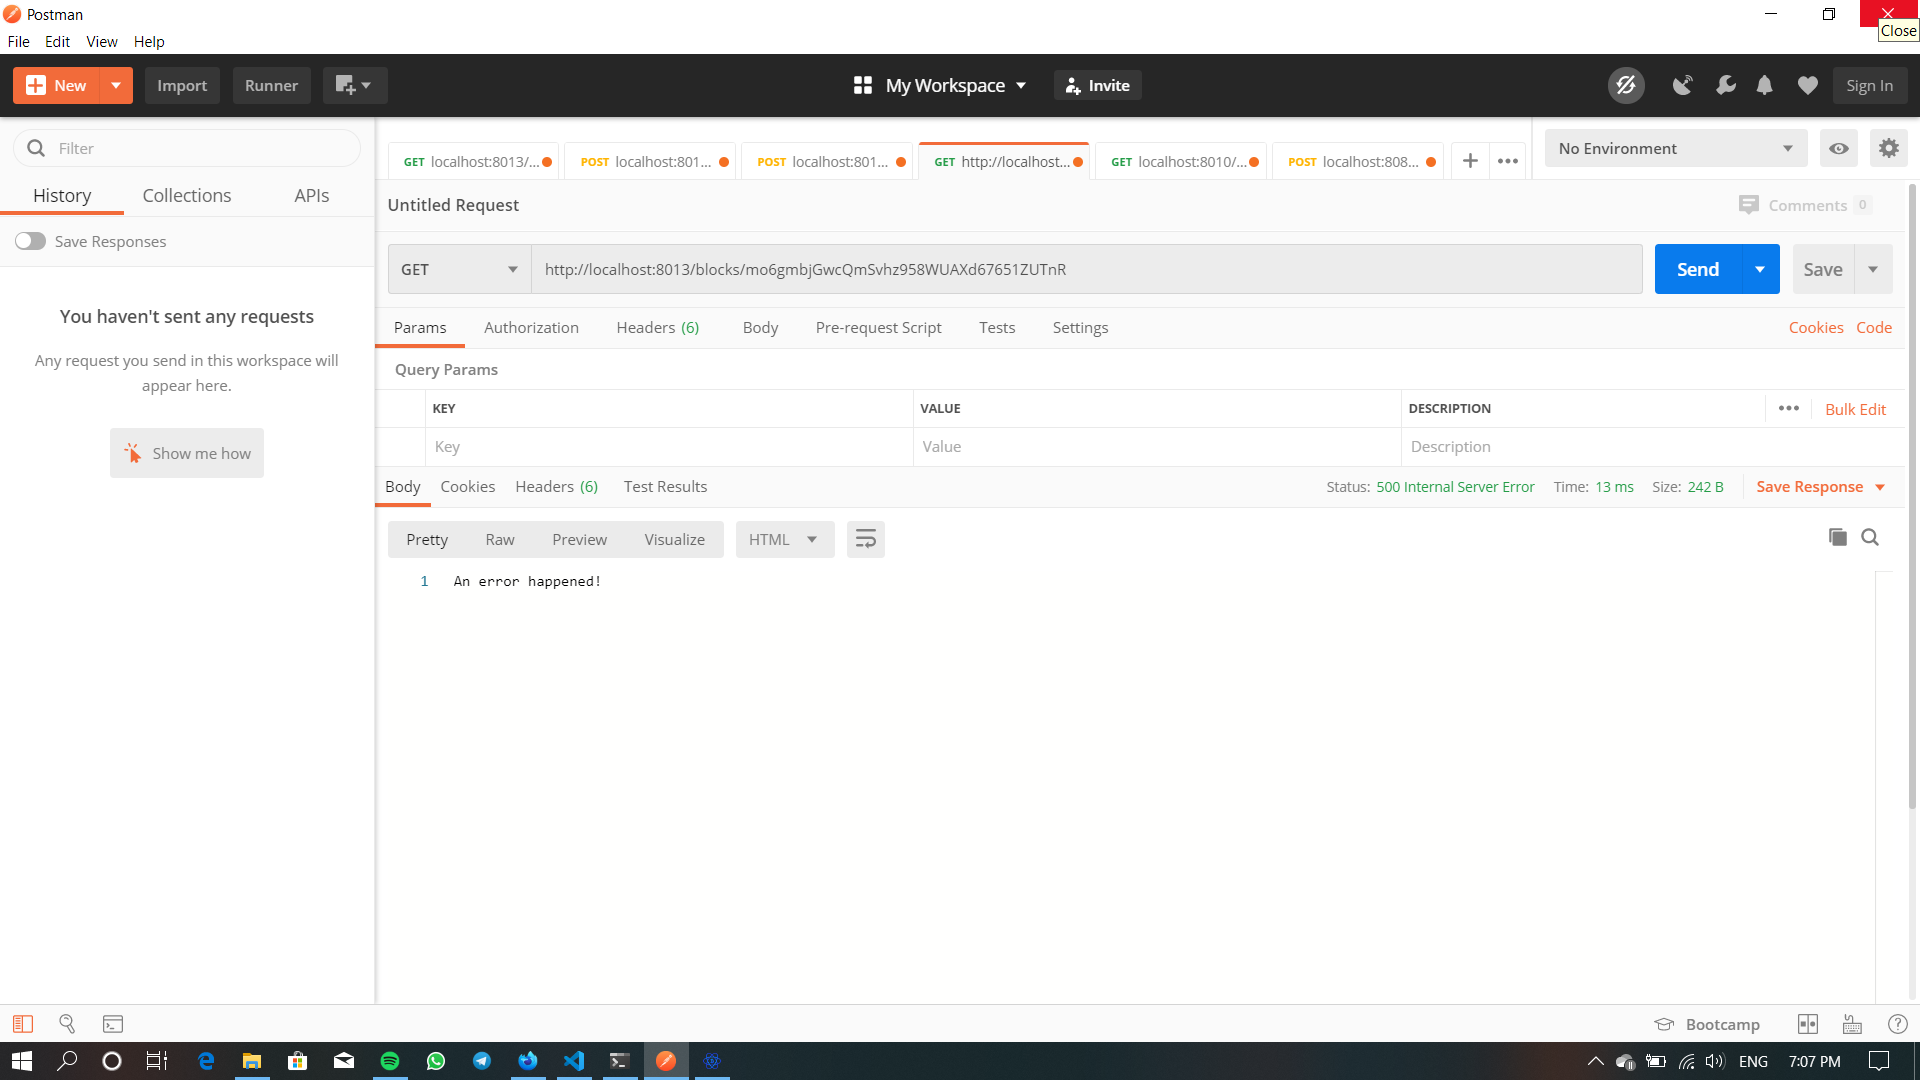 Postman
Close
File Edit View Help
New Import Runner My Workspace Invite Sign In
Filter
History Collections APIs
Save Responses
You haven't sent any requests
Any request you send in this workspace will
appear here.
Show me how
GET localhost:8013/... POST localhost:801... POST localhost:801... GET http://localhost... GET localhost:8010/... POST localhost:808...
No Environment
Untitled Request Comments 0
GET http://localhost:8013/blocks/mo6gmbjGwcQmSvhz958WUAXd67651ZUTnR Send Save
Params Authorization Headers (6) Body Pre-request Script Tests Settings Cookies Code
Query Params
KEY VALUE DESCRIPTION Bulk Edit
Key Value Description
Body Cookies Headers (6) Test Results Status: 500 Internal Server Error Time: 13 ms Size: 242 B Save Response
Pretty Raw Preview Visualize HTML
1 An error happened!
Bootcamp
ENG 7:07 PM